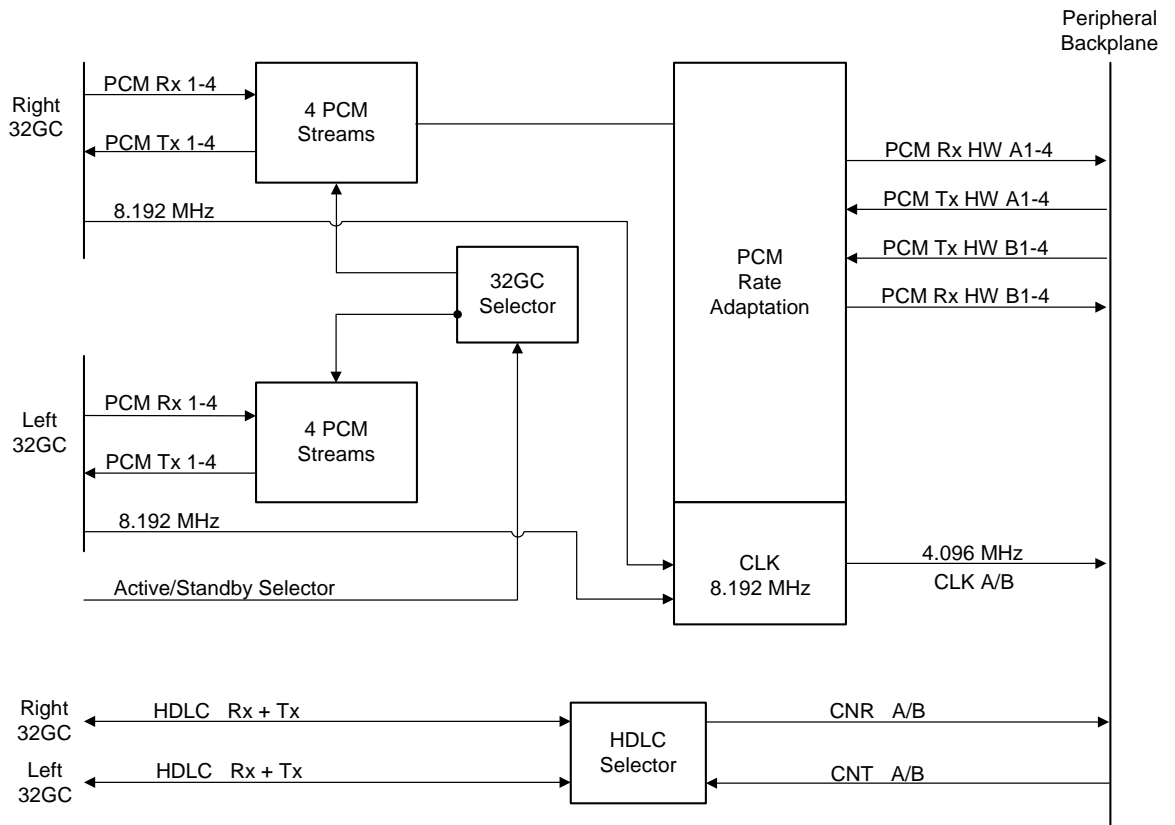 Peripheral
Backplane
Right
32GC
PCM Rx 1-4
PCM Tx 1-4
8.192 MHz
4 PCM
Streams
32GC
Selector
PCM
Rate
Adaptation
PCM Rx HW A1-4
PCM Tx HW A1-4
PCM Tx HW B1-4
PCM Rx HW B1-4
Left
32GC
PCM Rx 1-4
PCM Tx 1-4
8.192 MHz
4 PCM
Streams
Active/Standby Selector
CLK
8.192 MHz
4.096 MHz
CLK A/B
Right
32GC
HDLC Rx + Tx
Left
32GC
HDLC Rx + Tx
HDLC
Selector
CNR A/B
CNT A/B